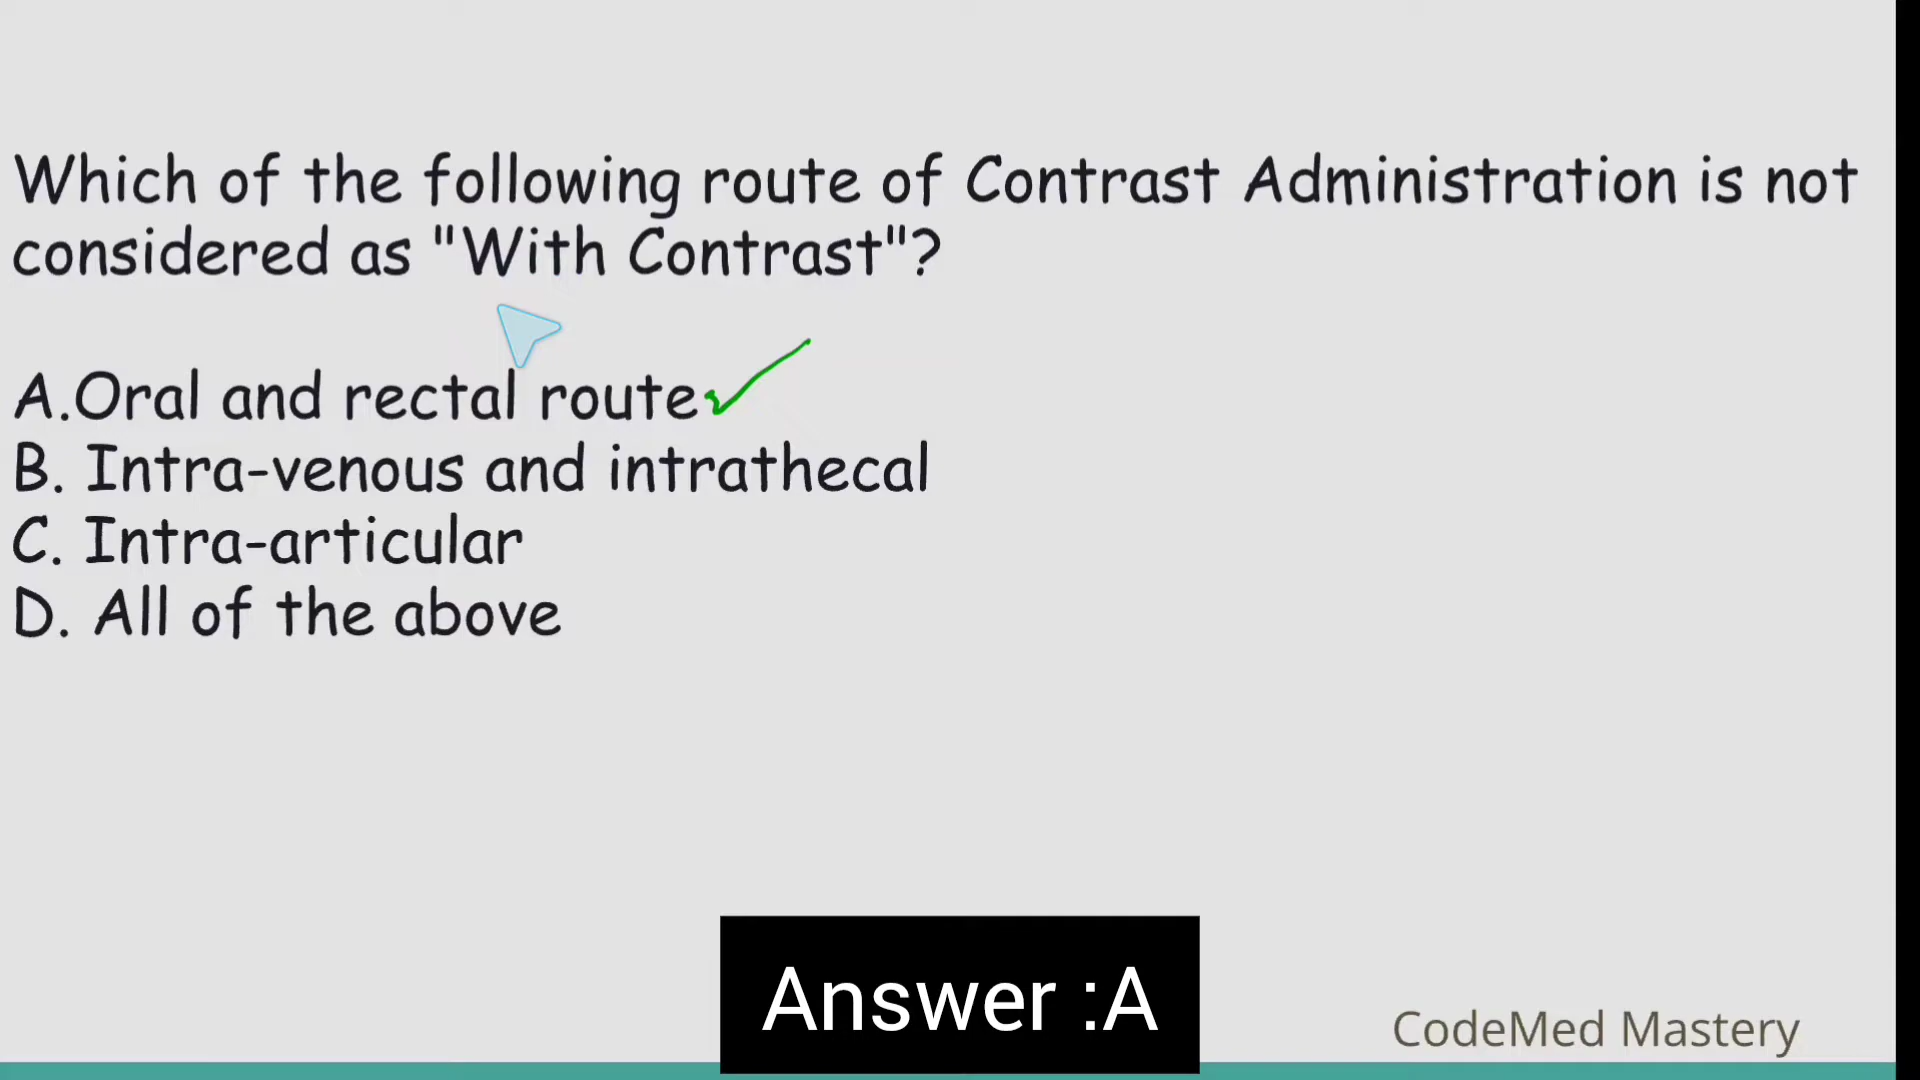 Which of the following route of Contrast Administration is not
considered as "With Contrast"?
A.Oral and rectal route
B. Intra-venous and intrathecal
C. Intra-articular
D. All of the above
Answer :A
CodeMed Mastery